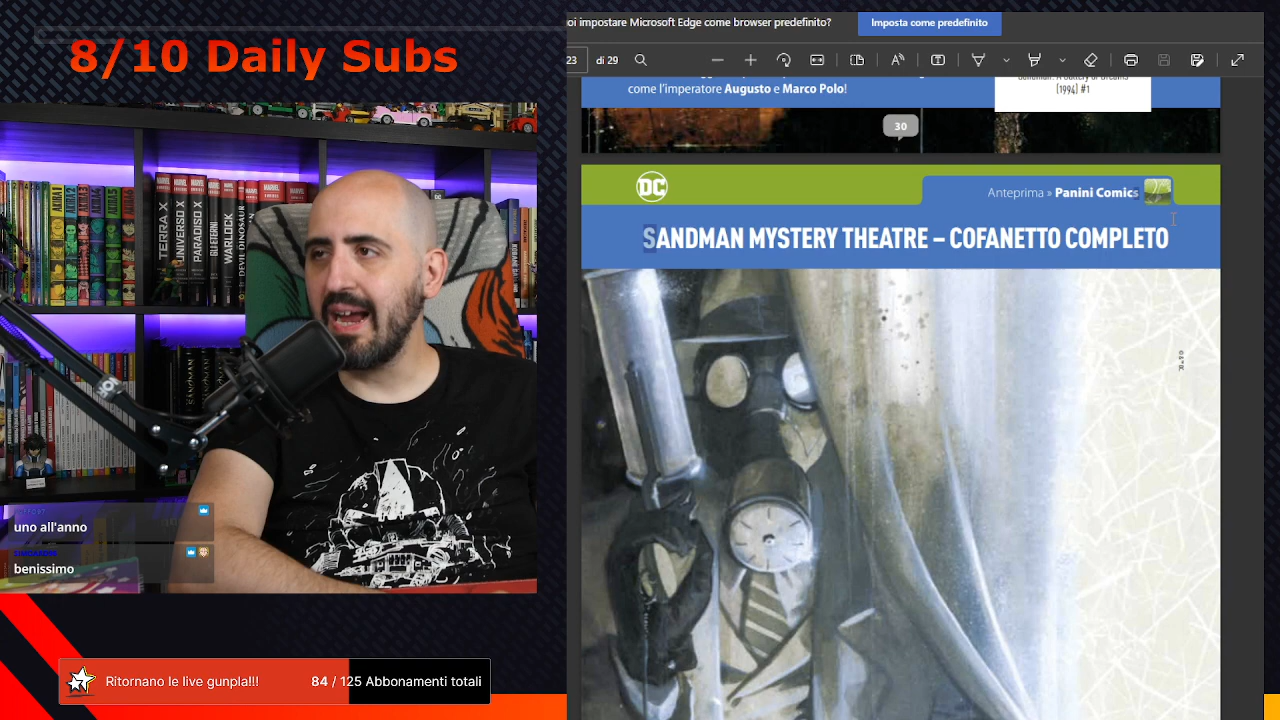 8/10 Daily Subs
oi impostare Microsoft Edge come browser predefinito?
Imposta come predefinito
23
di 29
come l'imperatore Augusto e Marco Polo!
(1994) #1
30
DC
Anteprima » Panini Comics
SANDMAN MYSTERY THEATRE – COFANETTO COMPLETO
TERRA X
UNIVERSO X
PARADISO X
GLI ETERNI
WARLOCK
DEVIL DINOSAUR
SANDMAN
uno all'anno
benissimo
Ritornano le live gunpla!!!
84 / 125 Abbonamenti totali